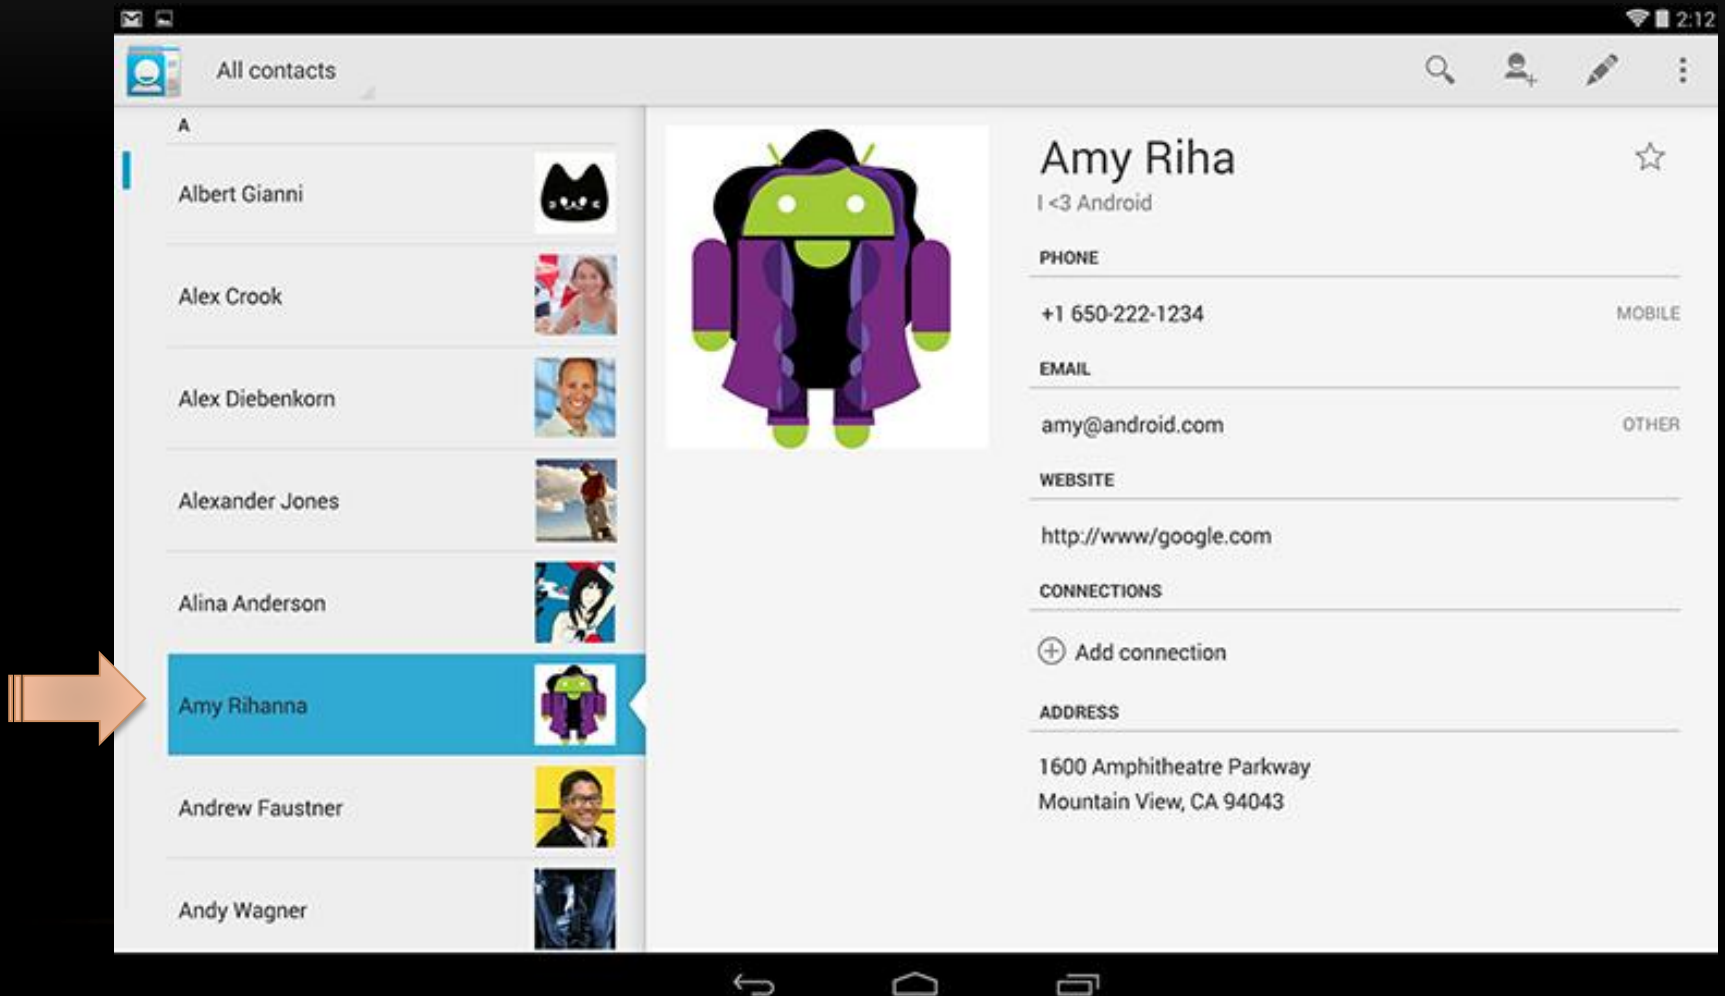 2:12
All contacts
A
Albert Gianni
Alex Crook
Alex Diebenkorn
Alexander Jones
Alina Anderson
Amy Rihanna
Andrew Faustner
Andy Wagner
Amy Riha
I <3 Android
PHONE
+1 650-222-1234 MOBILE
EMAIL
amy@android.com OTHER
WEBSITE
http://www/google.com
CONNECTIONS
Add connection
ADDRESS
1600 Amphitheatre Parkway
Mountain View, CA 94043